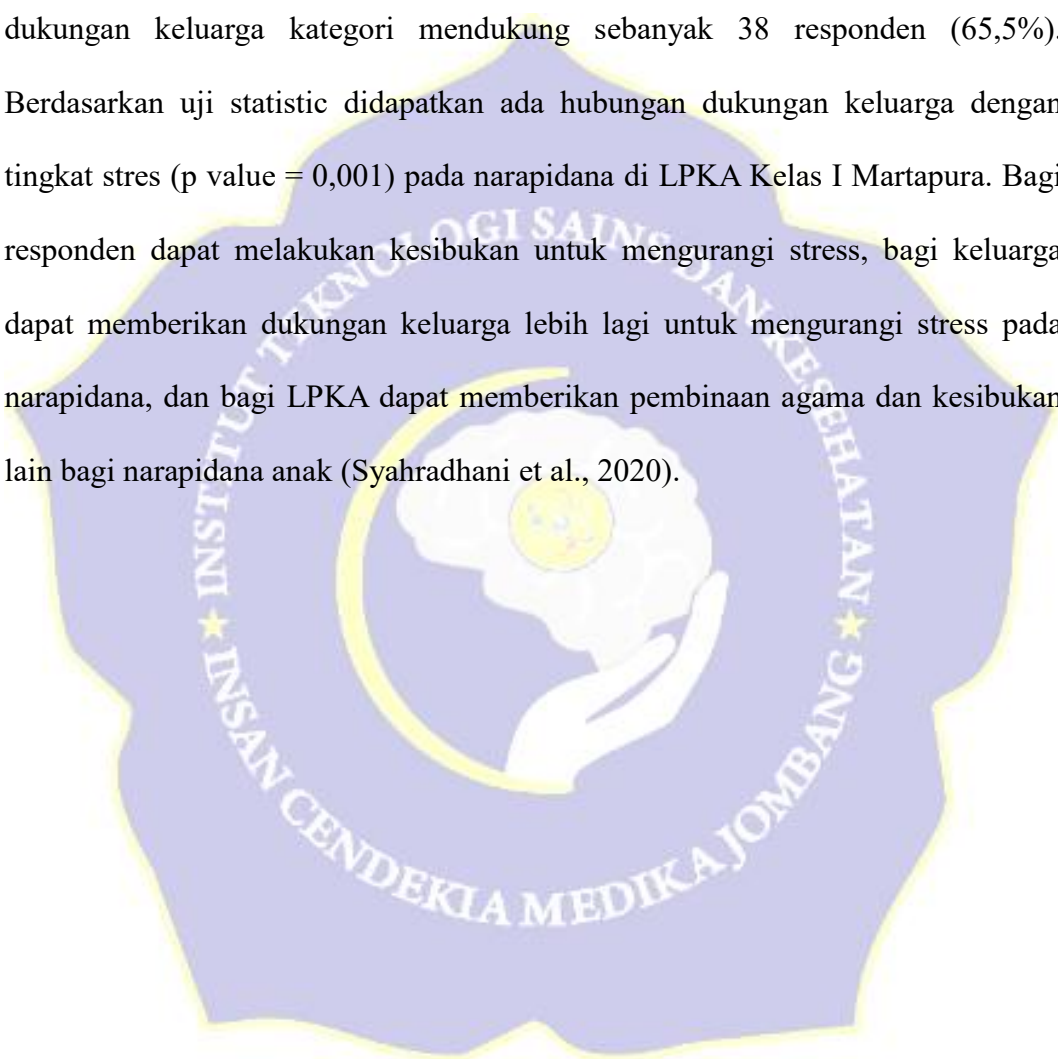 dukungan keluarga kategori mendukung sebanyak 38 responden (65,5%).
Berdasarkan uji statistic didapatkan ada hubungan dukungan keluarga dengan
tingkat stres (p value = 0,001) pada narapidana di LPKA Kelas I Martapura. Bagi
responden dapat melakukan kesibukan untuk mengurangi stress, bagi keluarga
dapat memberikan dukungan keluarga lebih lagi untuk mengurangi stress pada
narapidana, dan bagi LPKA dapat memberikan pembinaan agama dan kesibukan
lain bagi narapidana anak (Syahradhani et al., 2020).
INSTITUT TEKNOLOGI SAINS DAN KESEHATAN
INSAN CENDEKIA MEDIKA JOMBANG